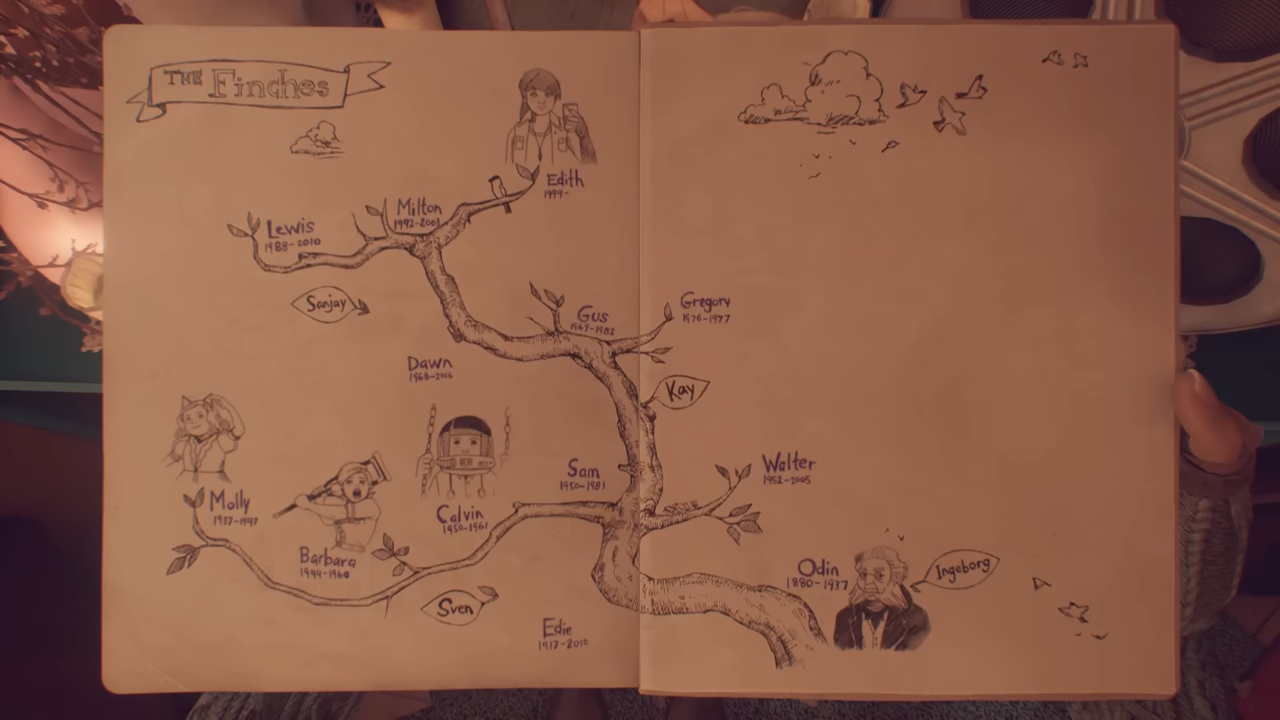 THE Finches
Edith
1999-
Milton
1992-2003
Lewis
1988-2010
Sanjay
Gus
1969-1982
Gregory
1976-1977
Dawn
1968-2016
Kay
Sam
1950-1983
Walter
1952-2005
Molly
1937-1947
Calvin
1950-1961
Barbara
1944-1960
Sven
Odin
1880-1937
Ingeborg
Edie
1917-2010